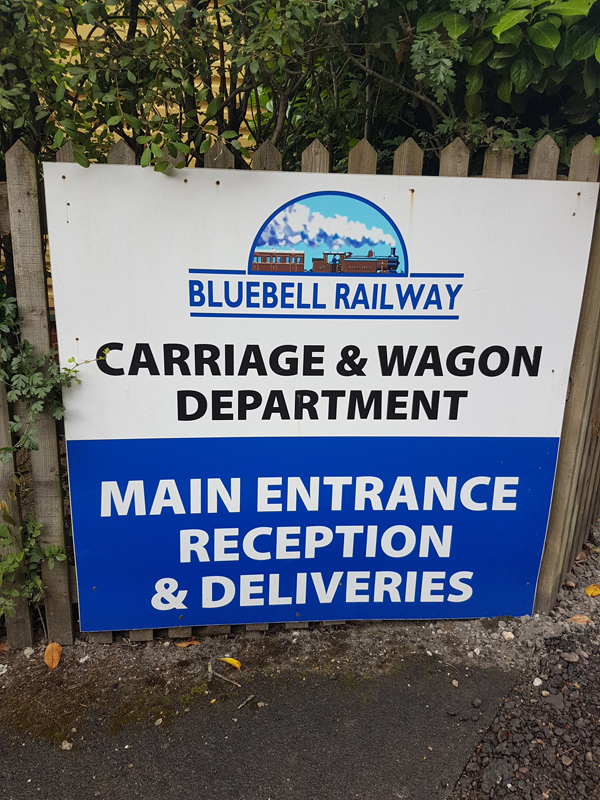 BLUEBELL RAILWAY
CARRIAGE & WAGON
DEPARTMENT
MAIN ENTRANCE
RECEPTION
& DELIVERIES